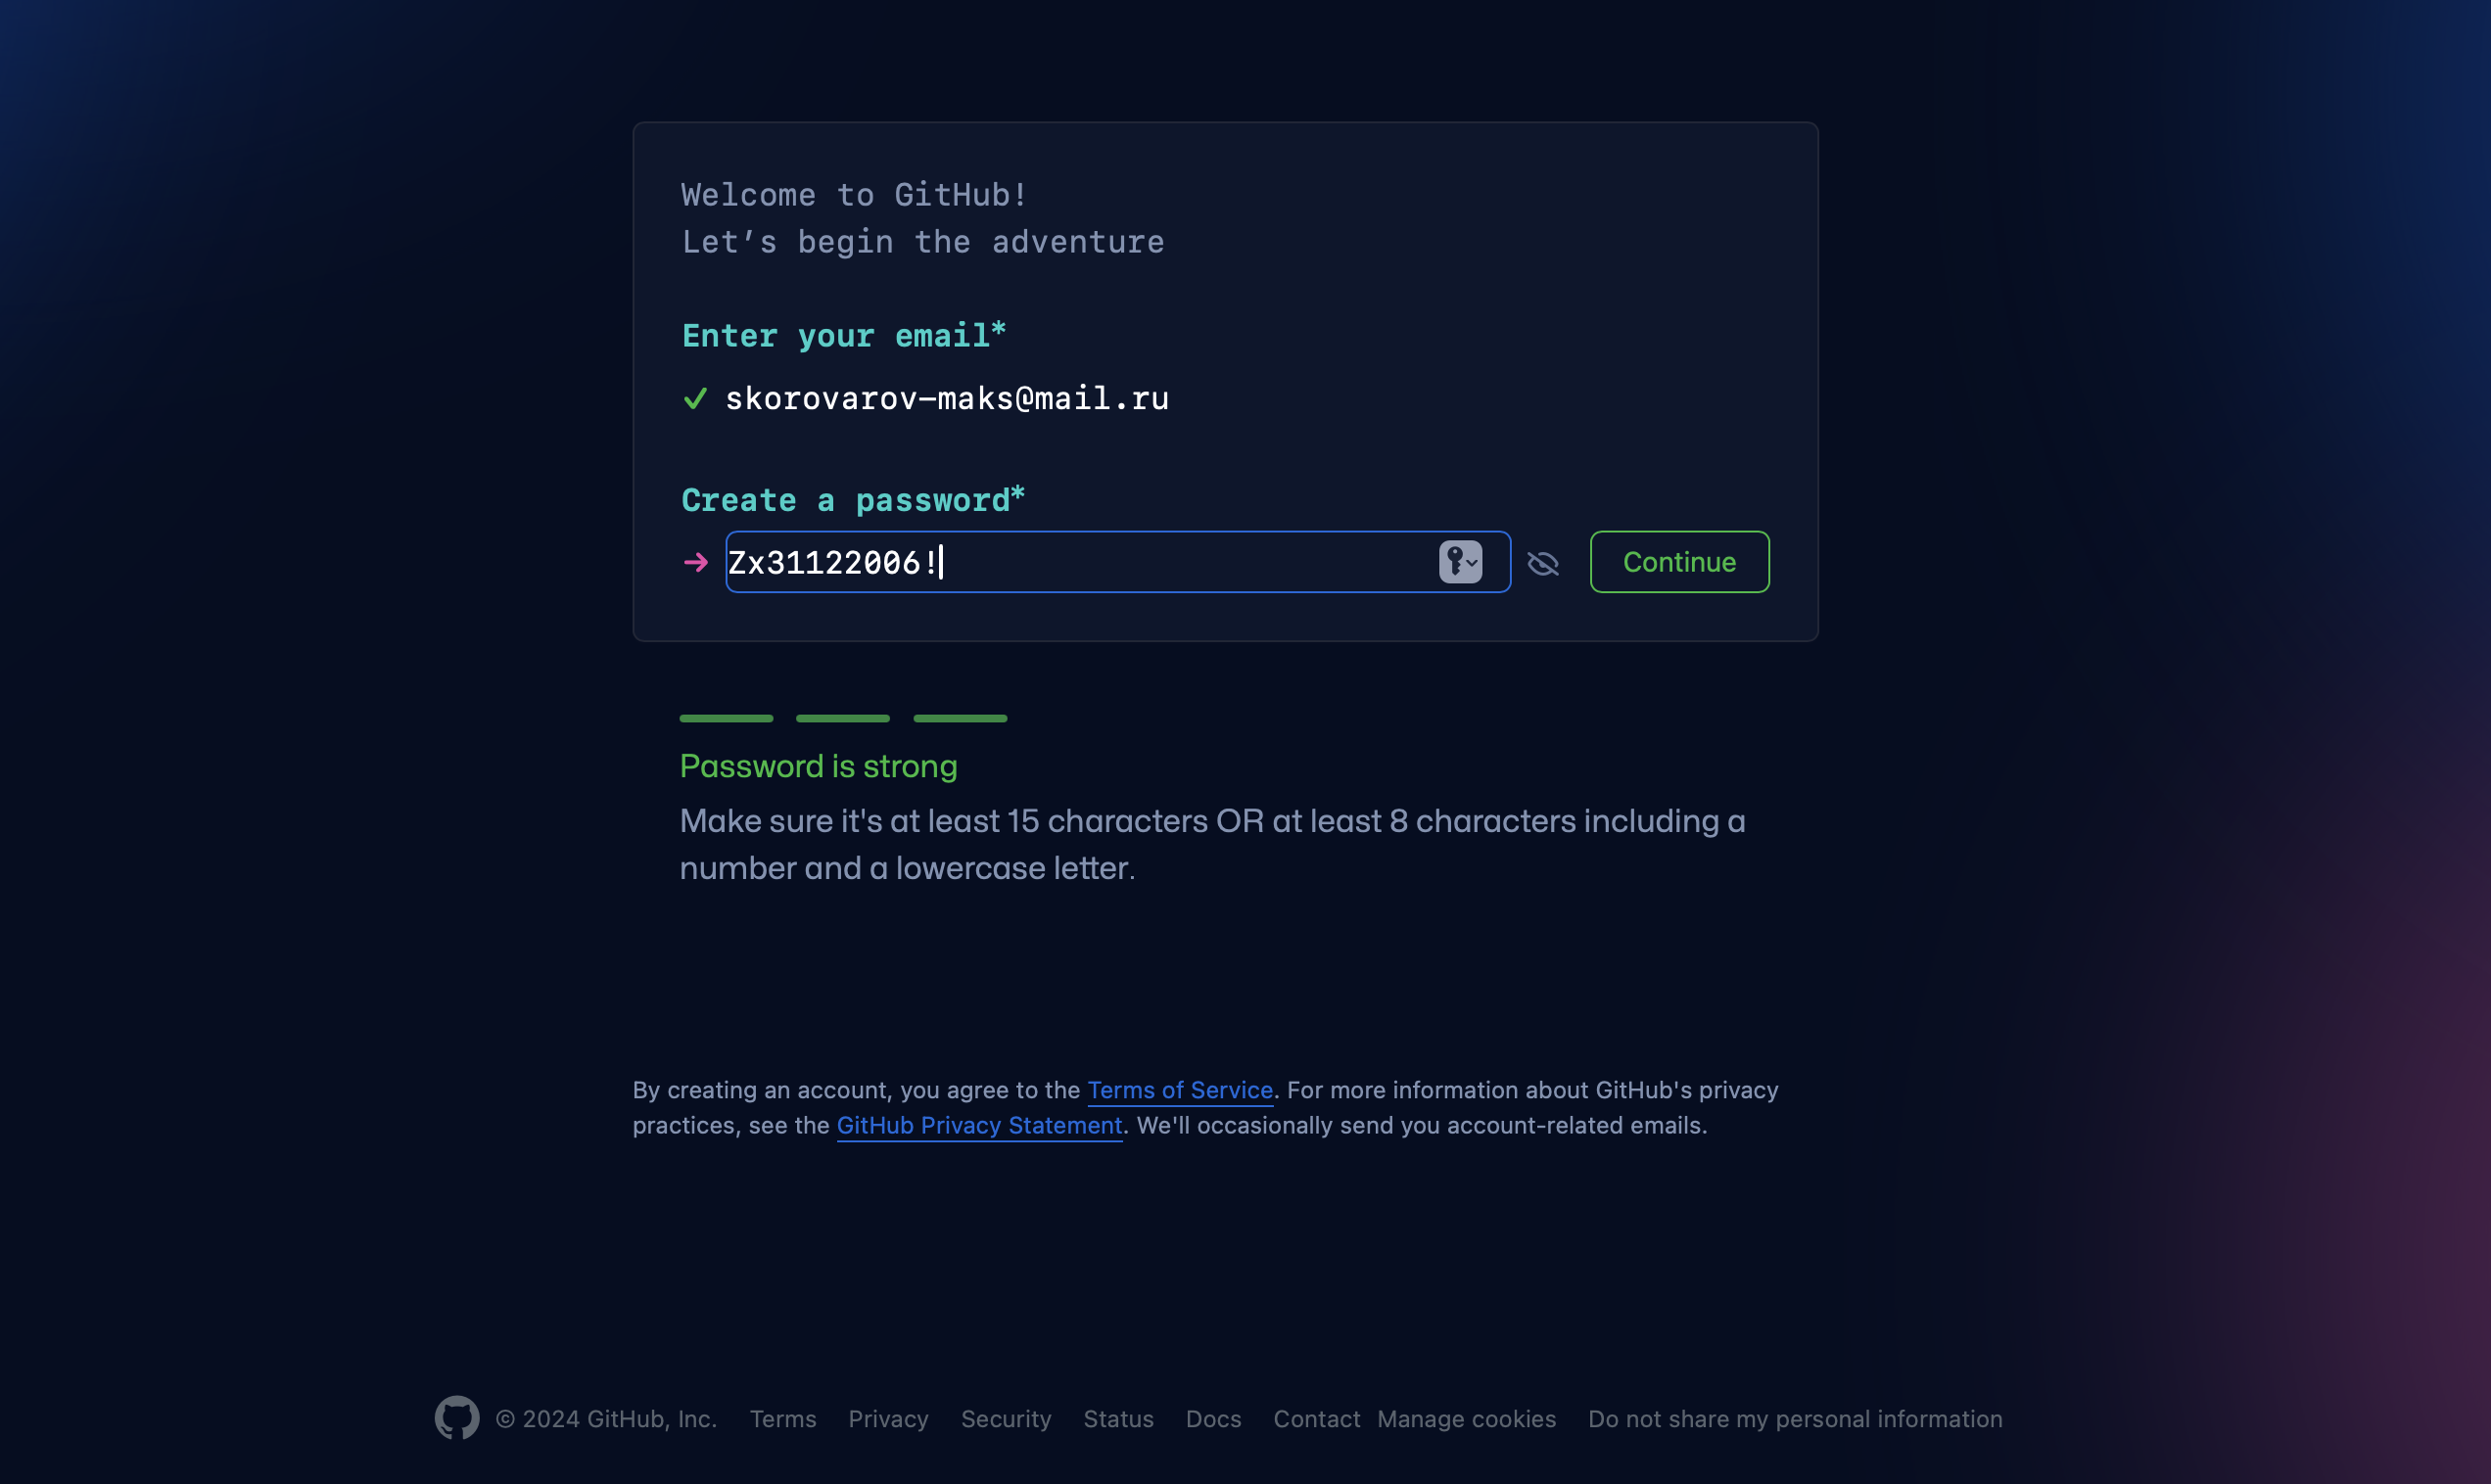 Welcome to GitHub!
Let’s begin the adventure
Enter your email*
skorovarov-maks@mail.ru
Create a password*
Zx31122006!
Continue
Password is strong
Make sure it's at least 15 characters OR at least 8 characters including a
number and a lowercase letter.
By creating an account, you agree to the Terms of Service. For more information about GitHub's privacy
practices, see the GitHub Privacy Statement. We'll occasionally send you account-related emails.
© 2024 GitHub, Inc. Terms Privacy Security Status Docs Contact Manage cookies Do not share my personal information